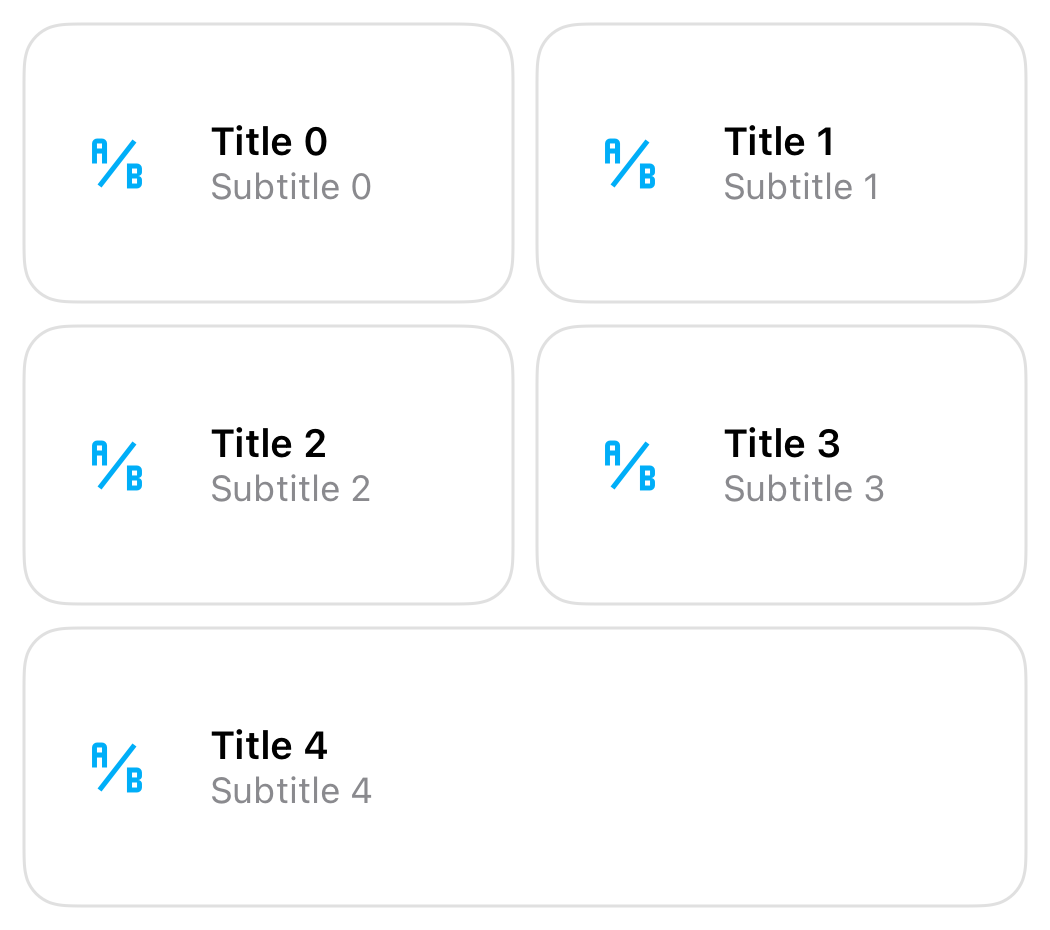 A/B
Title 0
Subtitle 0
A/B
Title 1
Subtitle 1
A/B
Title 2
Subtitle 2
A/B
Title 3
Subtitle 3
A/B
Title 4
Subtitle 4